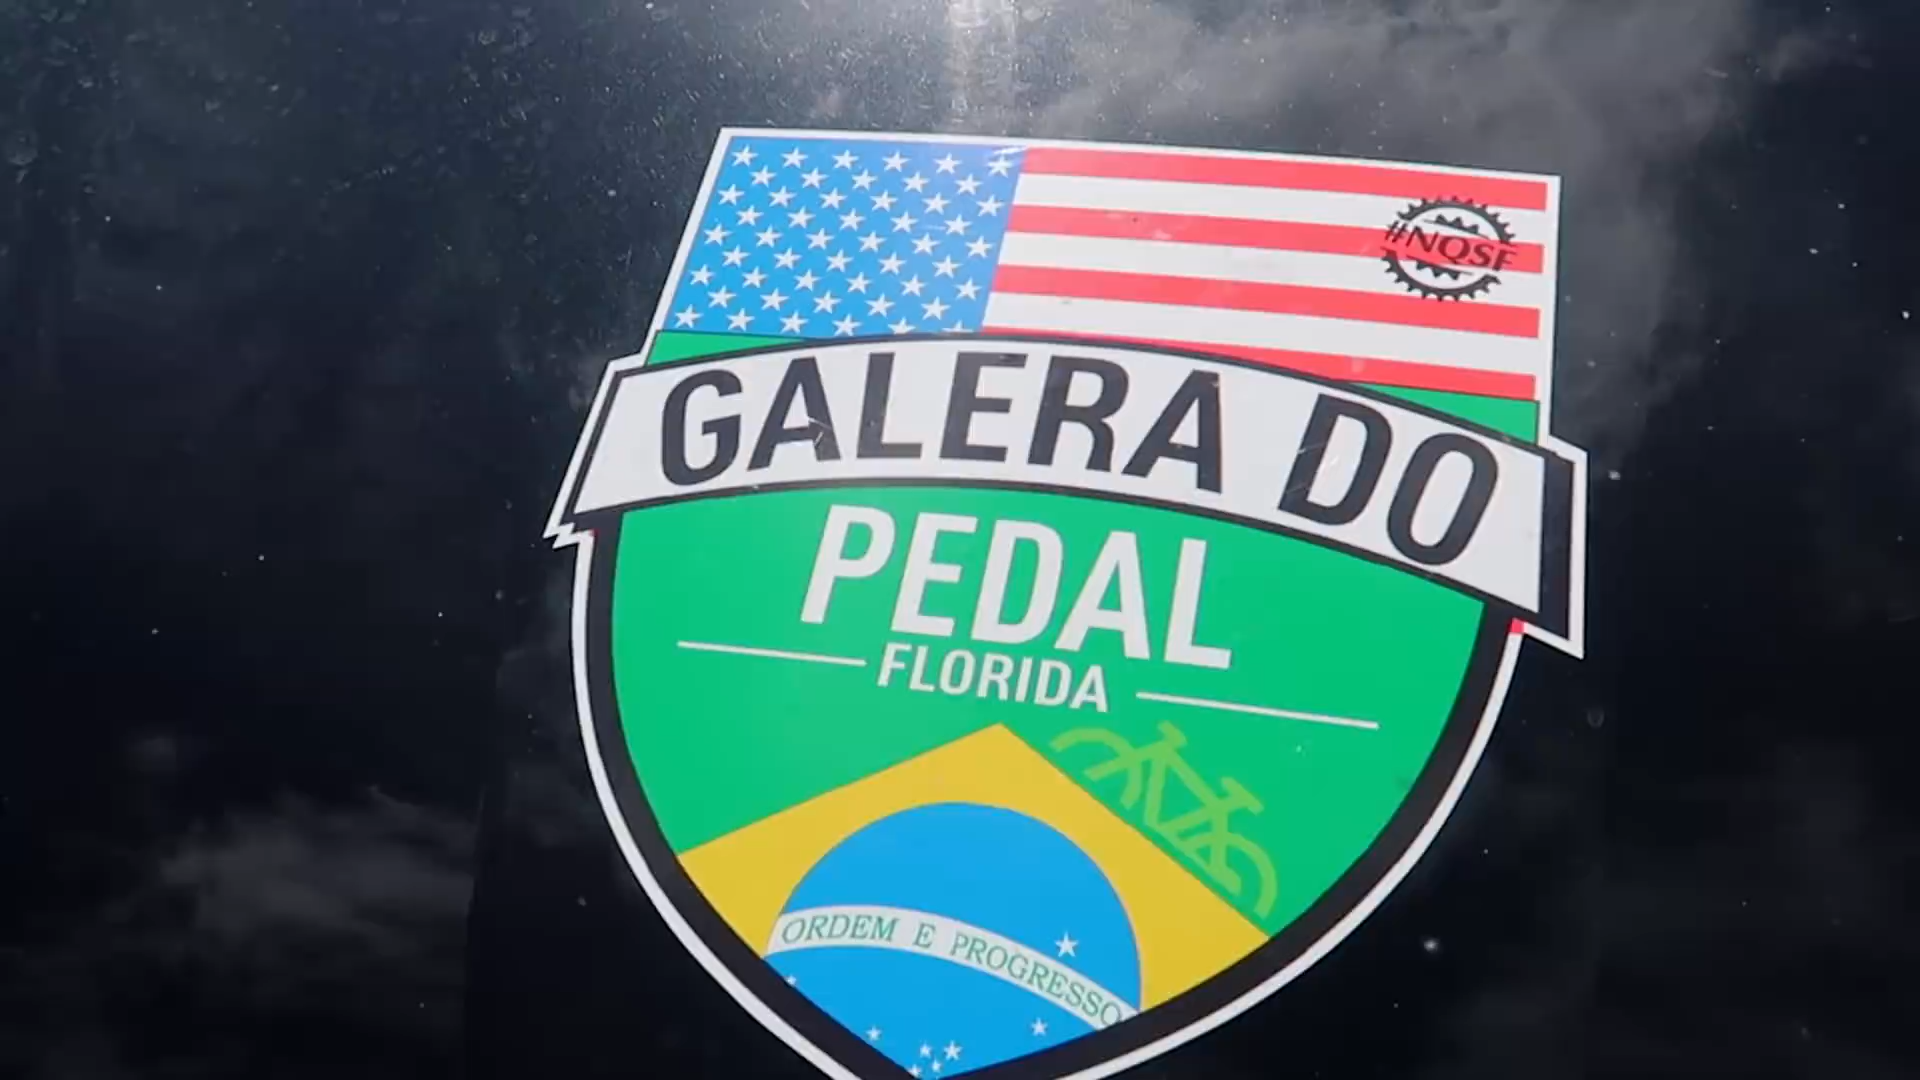 #NQSF
GALERA DO
PEDAL
FLORIDA
ORDEM E PROGRESSO